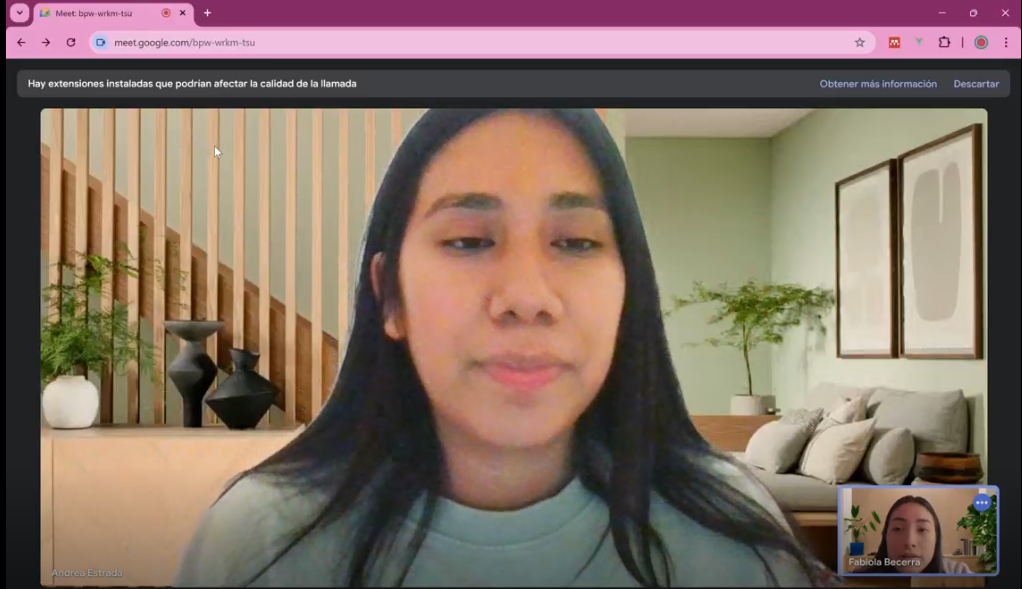 Meet: bpw-wrkm-tsu
meet.google.com/bpw-wrkm-tsu
Hay extensiones instaladas que podrían afectar la calidad de la llamada
Obtener más información
Descartar
Andrea Estrada
Fabiola Becerra